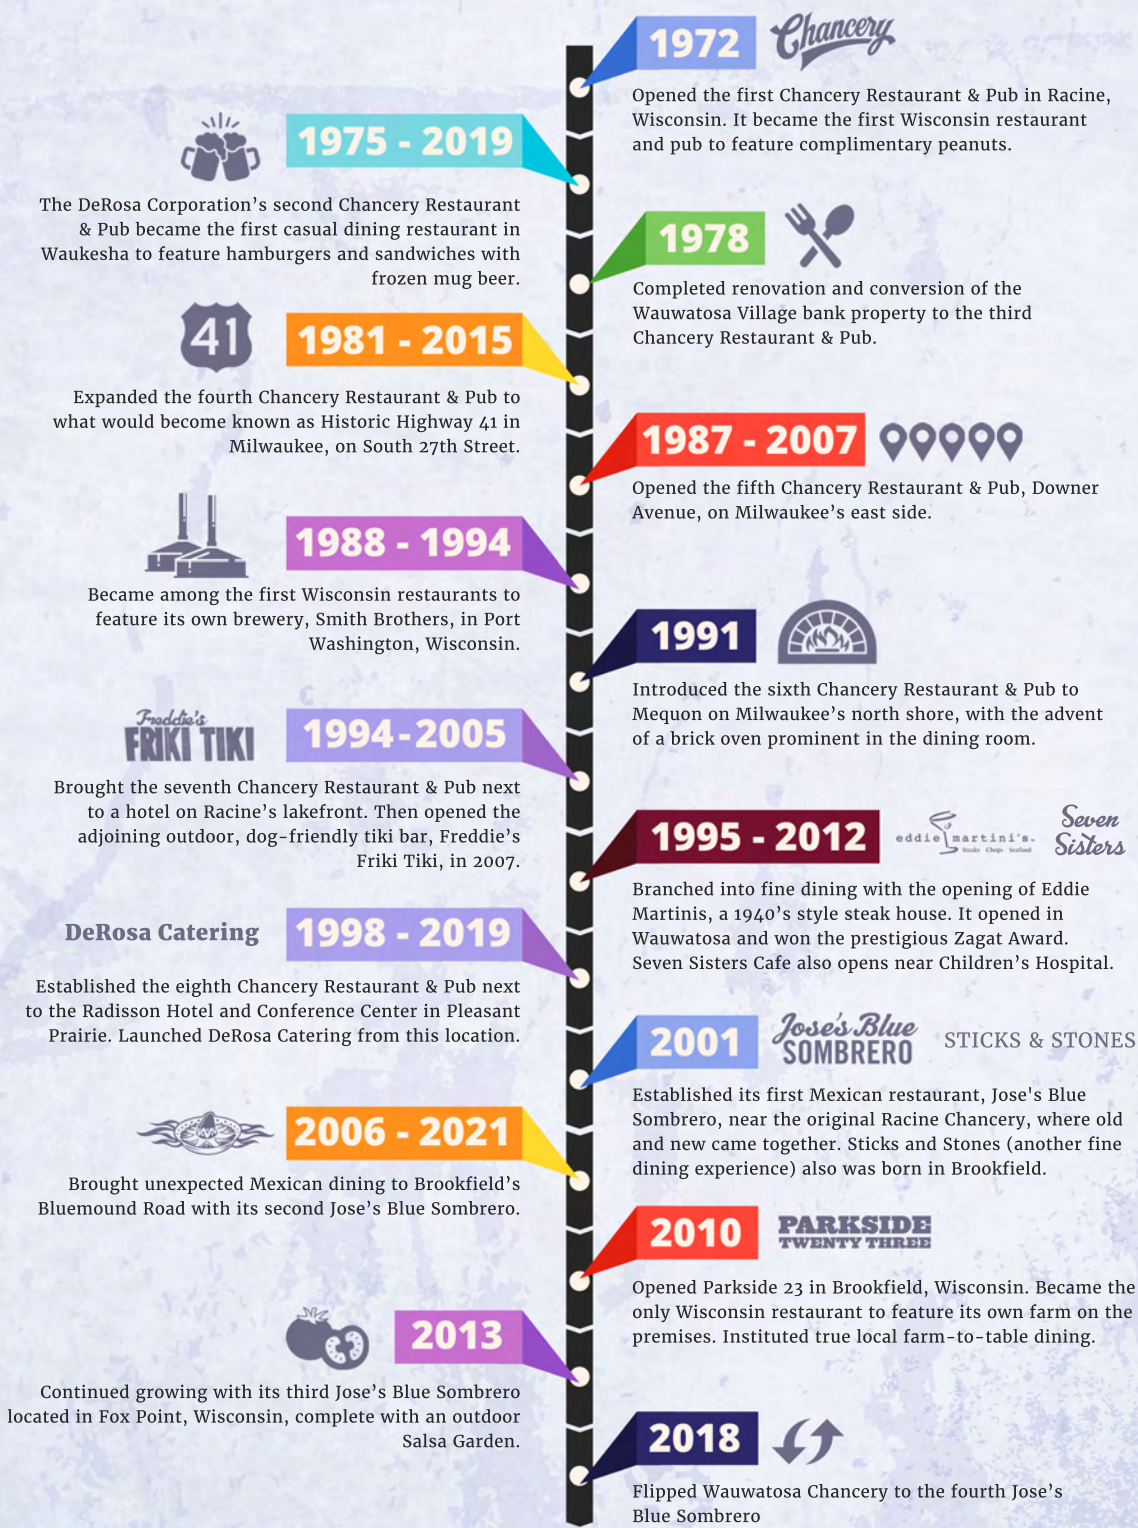 1972
Chancery
Opened the first Chancery Restaurant & Pub in Racine,
Wisconsin. It became the first Wisconsin restaurant
and pub to feature complimentary peanuts.
1975 - 2019
The DeRosa Corporation’s second Chancery Restaurant
& Pub became the first casual dining restaurant in
Waukesha to feature hamburgers and sandwiches with
frozen mug beer.
1978
Completed renovation and conversion of the
Wauwatosa Village bank property to the third
Chancery Restaurant & Pub.
41
1981 - 2015
Expanded the fourth Chancery Restaurant & Pub to
what would become known as Historic Highway 41 in
Milwaukee, on South 27th Street.
1987 - 2007
Opened the fifth Chancery Restaurant & Pub, Downer
Avenue, on Milwaukee’s east side.
1988 - 1994
Became among the first Wisconsin restaurants to
feature its own brewery, Smith Brothers, in Port
Washington, Wisconsin.
1991
Introduced the sixth Chancery Restaurant & Pub to
Mequon on Milwaukee’s north shore, with the advent
of a brick oven prominent in the dining room.
Freddie's
FRIKI TIKI
1994-2005
Brought the seventh Chancery Restaurant & Pub next
to a hotel on Racine’s lakefront. Then opened the
adjoining outdoor, dog-friendly tiki bar, Freddie’s
Friki Tiki, in 2007.
1995 - 2012
eddie martini's.
Steaks Chops Seafood
Seven
Sisters
Branched into fine dining with the opening of Eddie
Martinis, a 1940’s style steak house. It opened in
Wauwatosa and won the prestigious Zagat Award.
Seven Sisters Cafe also opens near Children’s Hospital.
DeRosa Catering
1998 - 2019
Established the eighth Chancery Restaurant & Pub next
to the Radisson Hotel and Conference Center in Pleasant
Prairie. Launched DeRosa Catering from this location.
2001
Jose's Blue
SOMBRERO
STICKS & STONES
Established its first Mexican restaurant, Jose's Blue
Sombrero, near the original Racine Chancery, where old
and new came together. Sticks and Stones (another fine
dining experience) also was born in Brookfield.
2006 - 2021
Brought unexpected Mexican dining to Brookfield’s
Bluemound Road with its second Jose’s Blue Sombrero.
2010
PARKSIDE
TWENTY THREE
Opened Parkside 23 in Brookfield, Wisconsin. Became the
only Wisconsin restaurant to feature its own farm on the
premises. Instituted true local farm-to-table dining.
2013
Continued growing with its third Jose’s Blue Sombrero
located in Fox Point, Wisconsin, complete with an outdoor
Salsa Garden.
2018
Flipped Wauwatosa Chancery to the fourth Jose’s
Blue Sombrero